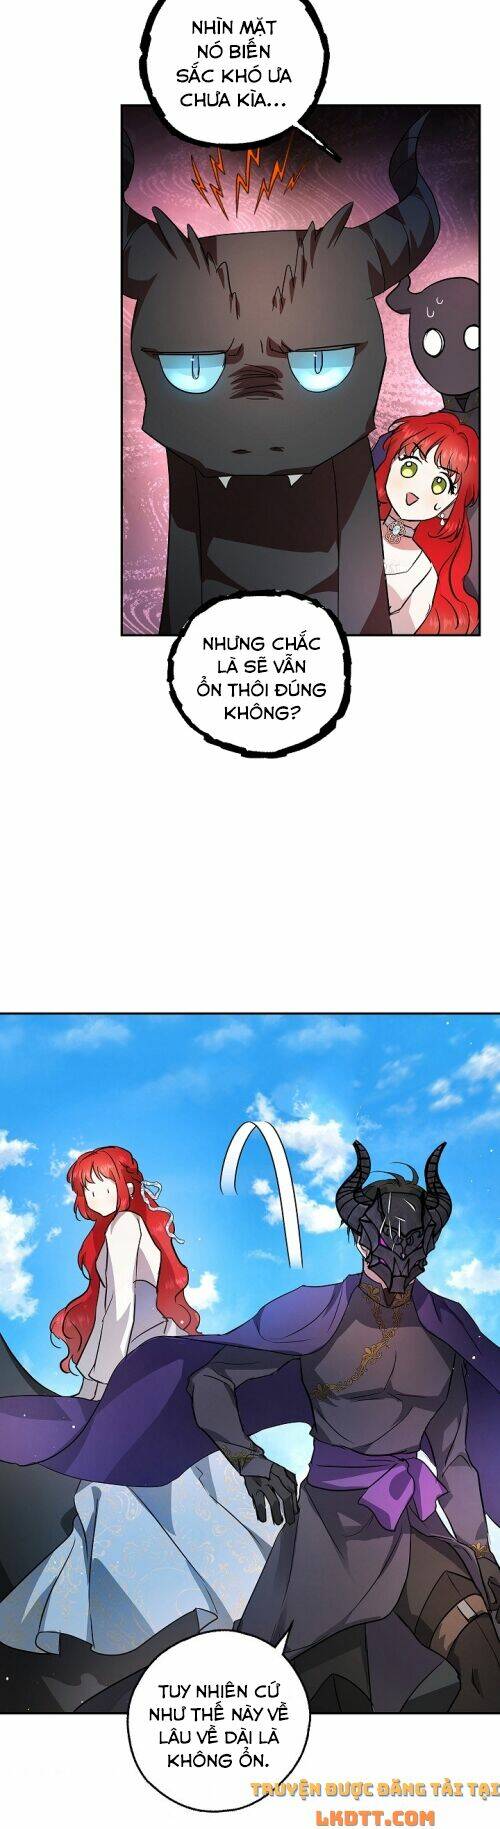 NHÌN MẶT
NÓ BIẾN
SẮC KHÓ ƯA
CHƯA KÌA...
NHƯNG CHẮC
LÀ SẼ VẪN
ỔN THÔI ĐÚNG
KHÔNG?
TUY NHIÊN CỨ
NHƯ THẾ NÀY VỀ
LÂU VỀ DÀI LÀ
KHÔNG ỔN.
TRUYỆN ĐƯỢC ĐĂNG TẢI TẠI
LKDTT.COM